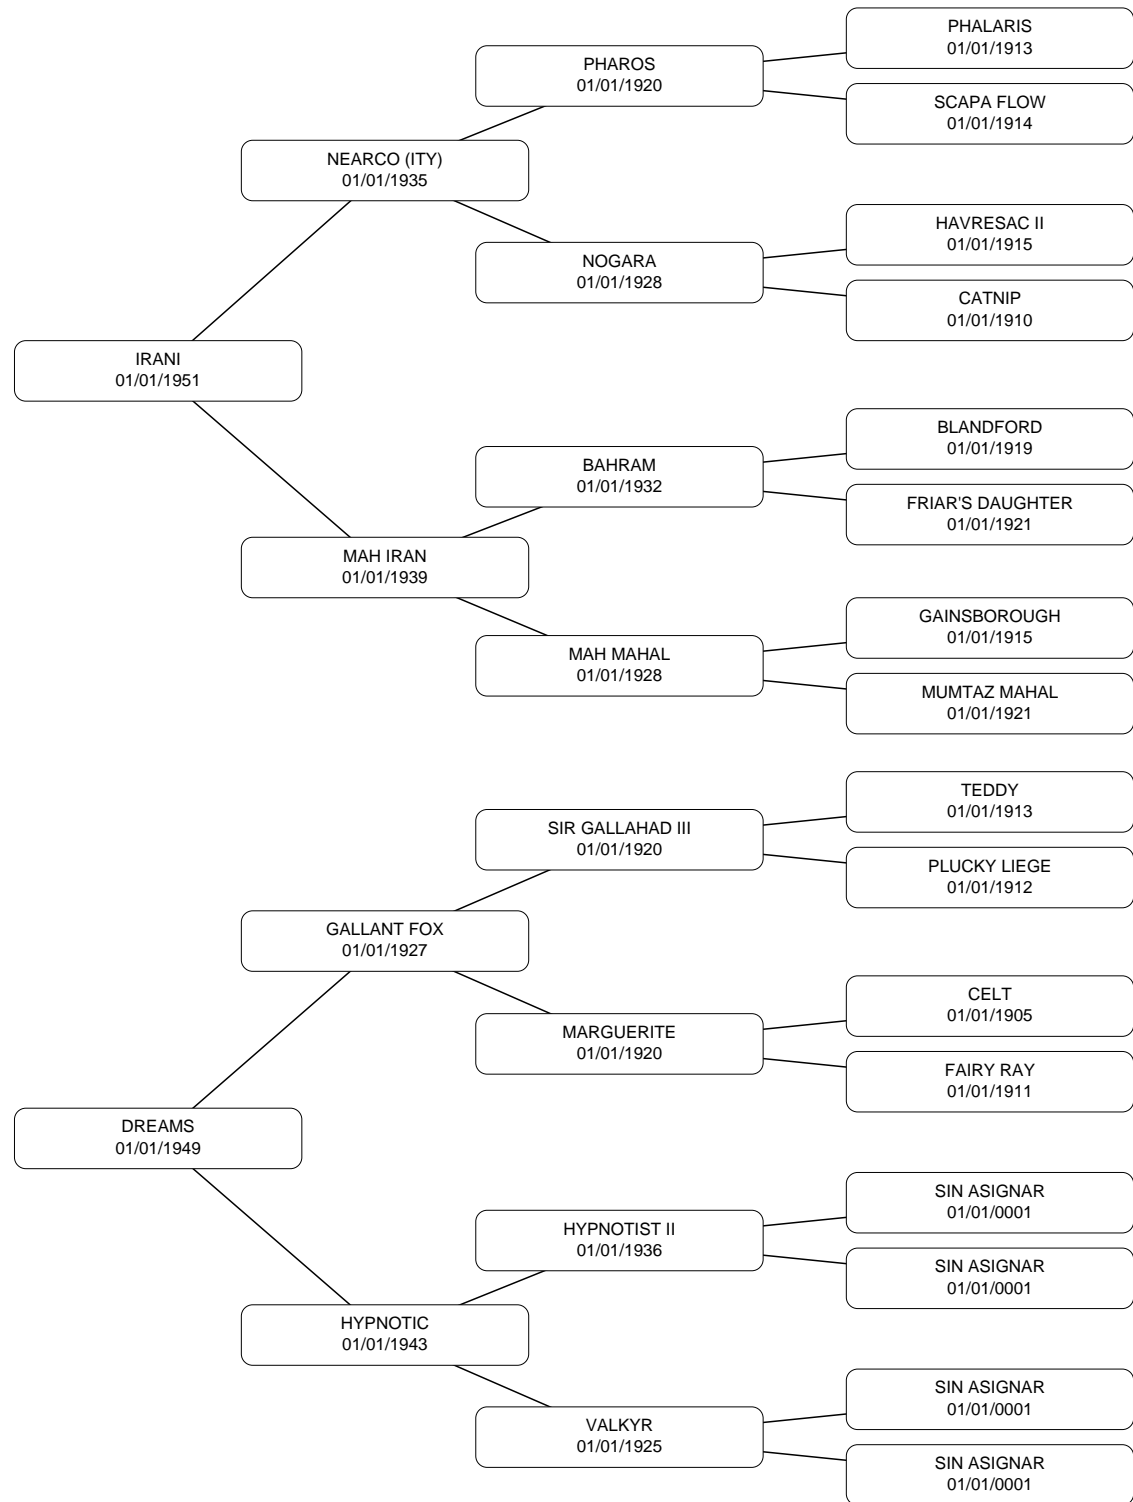 PHALARIS
01/01/1913
PHAROS
01/01/1920
SCAPA FLOW
01/01/1914
NEARCO (ITY)
01/01/1935
HAVRESAC II
01/01/1915
NOGARA
01/01/1928
CATNIP
01/01/1910
IRANI
01/01/1951
BLANDFORD
01/01/1919
BAHRAM
01/01/1932
FRIAR'S DAUGHTER
01/01/1921
MAH IRAN
01/01/1939
GAINSBOROUGH
01/01/1915
MAH MAHAL
01/01/1928
MUMTAZ MAHAL
01/01/1921
TEDDY
01/01/1913
SIR GALLAHAD III
01/01/1920
PLUCKY LIEGE
01/01/1912
GALLANT FOX
01/01/1927
CELT
01/01/1905
MARGUERITE
01/01/1920
FAIRY RAY
01/01/1911
DREAMS
01/01/1949
SIN ASIGNAR
01/01/0001
HYPNOTIST II
01/01/1936
SIN ASIGNAR
01/01/0001
HYPNOTIC
01/01/1943
SIN ASIGNAR
01/01/0001
VALKYR
01/01/1925
SIN ASIGNAR
01/01/0001